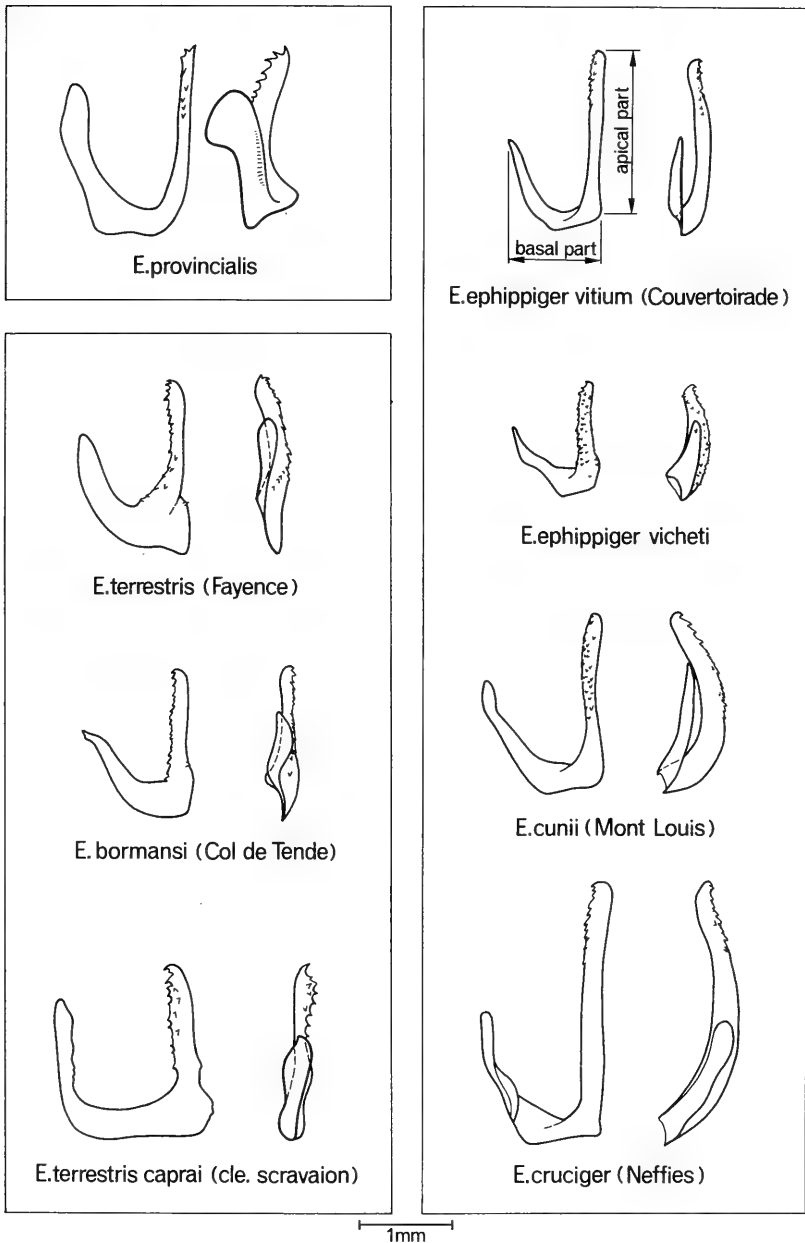 E.provincialis
E.terrestris (Fayence)
E.bormansi (Col de Tende)
E.terrestris caprai (cle. scravaion)
apical part
basal part
E.ephippiger vitium (Couvertoirade)
E.ephippiger vicheti
E.cunii (Mont Louis)
E.cruciger (Neffies)
1mm